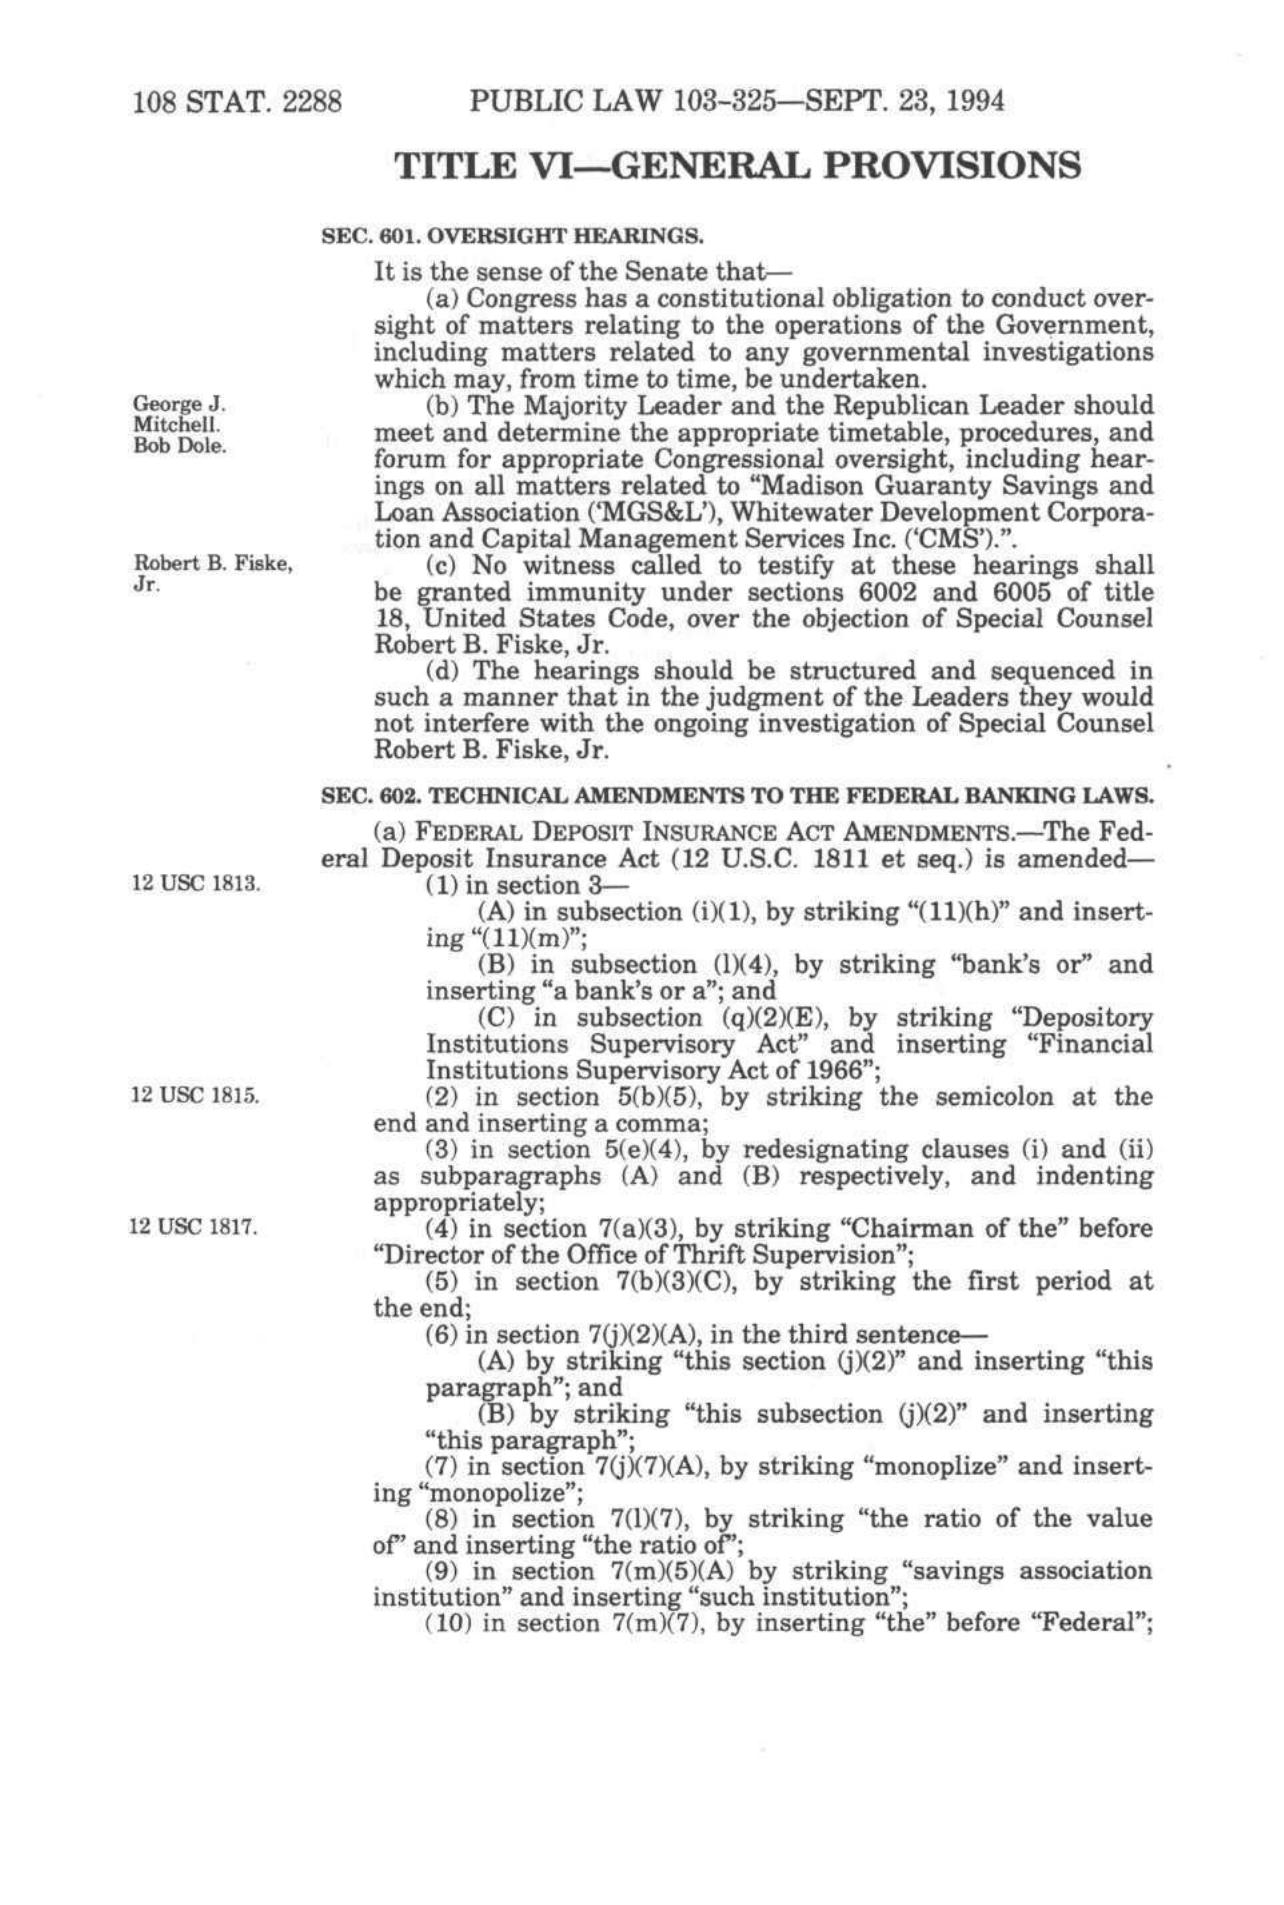 108 STAT. 2288 PUBLIC LAW 103-325—SEPT. 23, 1994
TITLE VI—GENERAL PROVISIONS
SEC. 601. OVERSIGHT HEARINGS.
It is the sense of the Senate that—
(a) Congress has a constitutional obligation to conduct over-
sight of matters relating to the operations of the Government,
including matters related to any governmental investigations
which may, from time to time, be undertaken.
George J.
Mitchell.
Bob Dole.
(b) The Majority Leader and the Republican Leader should
meet and determine the appropriate timetable, procedures, and
forum for appropriate Congressional oversight, including hear-
ings on all matters related to “Madison Guaranty Savings and
Loan Association (‘MGS&L’), Whitewater Development Corpora-
tion and Capital Management Services Inc. (‘CMS’).”.
Robert B. Fiske,
Jr.
(c) No witness called to testify at these hearings shall
be granted immunity under sections 6002 and 6005 of title
18, United States Code, over the objection of Special Counsel
Robert B. Fiske, Jr.
(d) The hearings should be structured and sequenced in
such a manner that in the judgment of the Leaders they would
not interfere with the ongoing investigation of Special Counsel
Robert B. Fiske, Jr.
SEC. 602. TECHNICAL AMENDMENTS TO THE FEDERAL BANKING LAWS.
(a) FEDERAL DEPOSIT INSURANCE ACT AMENDMENTS.—The Fed-
eral Deposit Insurance Act (12 U.S.C. 1811 et seq.) is amended—
12 USC 1813.
(1) in section 3—
(A) in subsection (i)(1), by striking “(11)(h)” and insert-
ing “(11)(m)”;
(B) in subsection (l)(4), by striking “bank’s or” and
inserting “a bank’s or a”; and
(C) in subsection (q)(2)(E), by striking “Depository
Institutions Supervisory Act” and inserting “Financial
Institutions Supervisory Act of 1966”;
12 USC 1815.
(2) in section 5(b)(5), by striking the semicolon at the
end and inserting a comma;
(3) in section 5(e)(4), by redesignating clauses (i) and (ii)
as subparagraphs (A) and (B) respectively, and indenting
appropriately;
12 USC 1817.
(4) in section 7(a)(3), by striking “Chairman of the” before
“Director of the Office of Thrift Supervision”;
(5) in section 7(b)(3)(C), by striking the first period at
the end;
(6) in section 7(j)(2)(A), in the third sentence—
(A) by striking “this section (j)(2)” and inserting “this
paragraph”; and
(B) by striking “this subsection (j)(2)” and inserting
“this paragraph”;
(7) in section 7(j)(7)(A), by striking “monoplize” and insert-
ing “monopolize”;
(8) in section 7(l)(7), by striking “the ratio of the value
of” and inserting “the ratio of”;
(9) in section 7(m)(5)(A) by striking “savings association
institution” and inserting “such institution”;
(10) in section 7(m)(7), by inserting “the” before “Federal”;